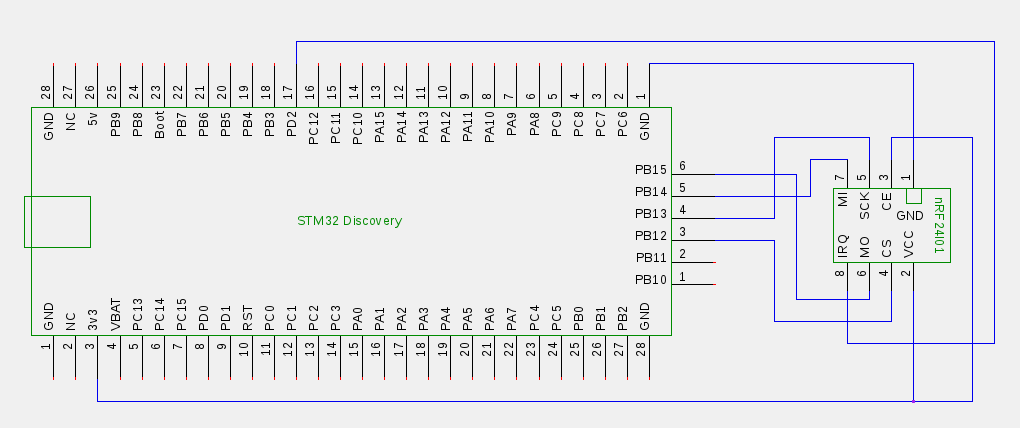 28 27 26 25 24 23 22 21 20 19 18 17 16 15 14 13 12 11 10 9 8 7 6 5 4 3 2 1
GND NC 5v PB9 PB8 Boot PB7 PB6 PB5 PB4 PB3 PD2 PC12 PC11 PC10 PA15 PA14 PA13 PA12 PA11 PA10 PA9 PA8 PC9 PC8 PC7 PC6 GND
PB15 6
PB14 5
PB13 4
PB12 3
PB11 2
PB10 1
STM32 Discovery
7 5 3 1
MI SCK CE GND
nRF24l01
IRQ MO CS VCC
8 6 4 2
GND NC 3v3 VBAT PC13 PC14 PC15 PD0 PD1 RST PC0 PC1 PC2 PC3 PA0 PA1 PA2 PA3 PA4 PA5 PA6 PA7 PC4 PC5 PB0 PB1 PB2 GND
1 2 3 4 5 6 7 8 9 10 11 12 13 14 15 16 17 18 19 20 21 22 23 24 25 26 27 28